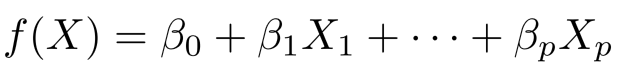 f(X) = β₀ + β₁X₁ + ⋯ + βₚXₚ